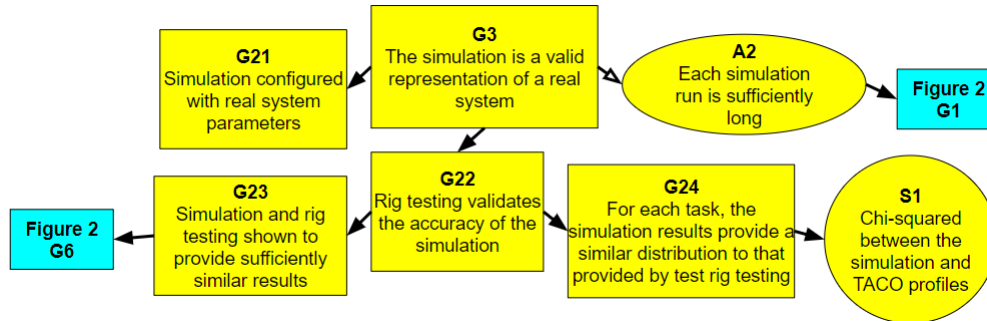 G21
Simulation configured
with real system
parameters
G3
The simulation is a valid
representation of a real
system
A2
Each simulation
run is sufficiently
long
Figure 2
G1
Figure 2
G6
G23
Simulation and rig
testing shown to
provide sufficiently
similar results
G22
Rig testing validates
the accuracy of the
simulation
G24
For each task, the
simulation results provide a
similar distribution to that
provided by test rig testing
S1
Chi-squared
between the
simulation and
TACO profiles